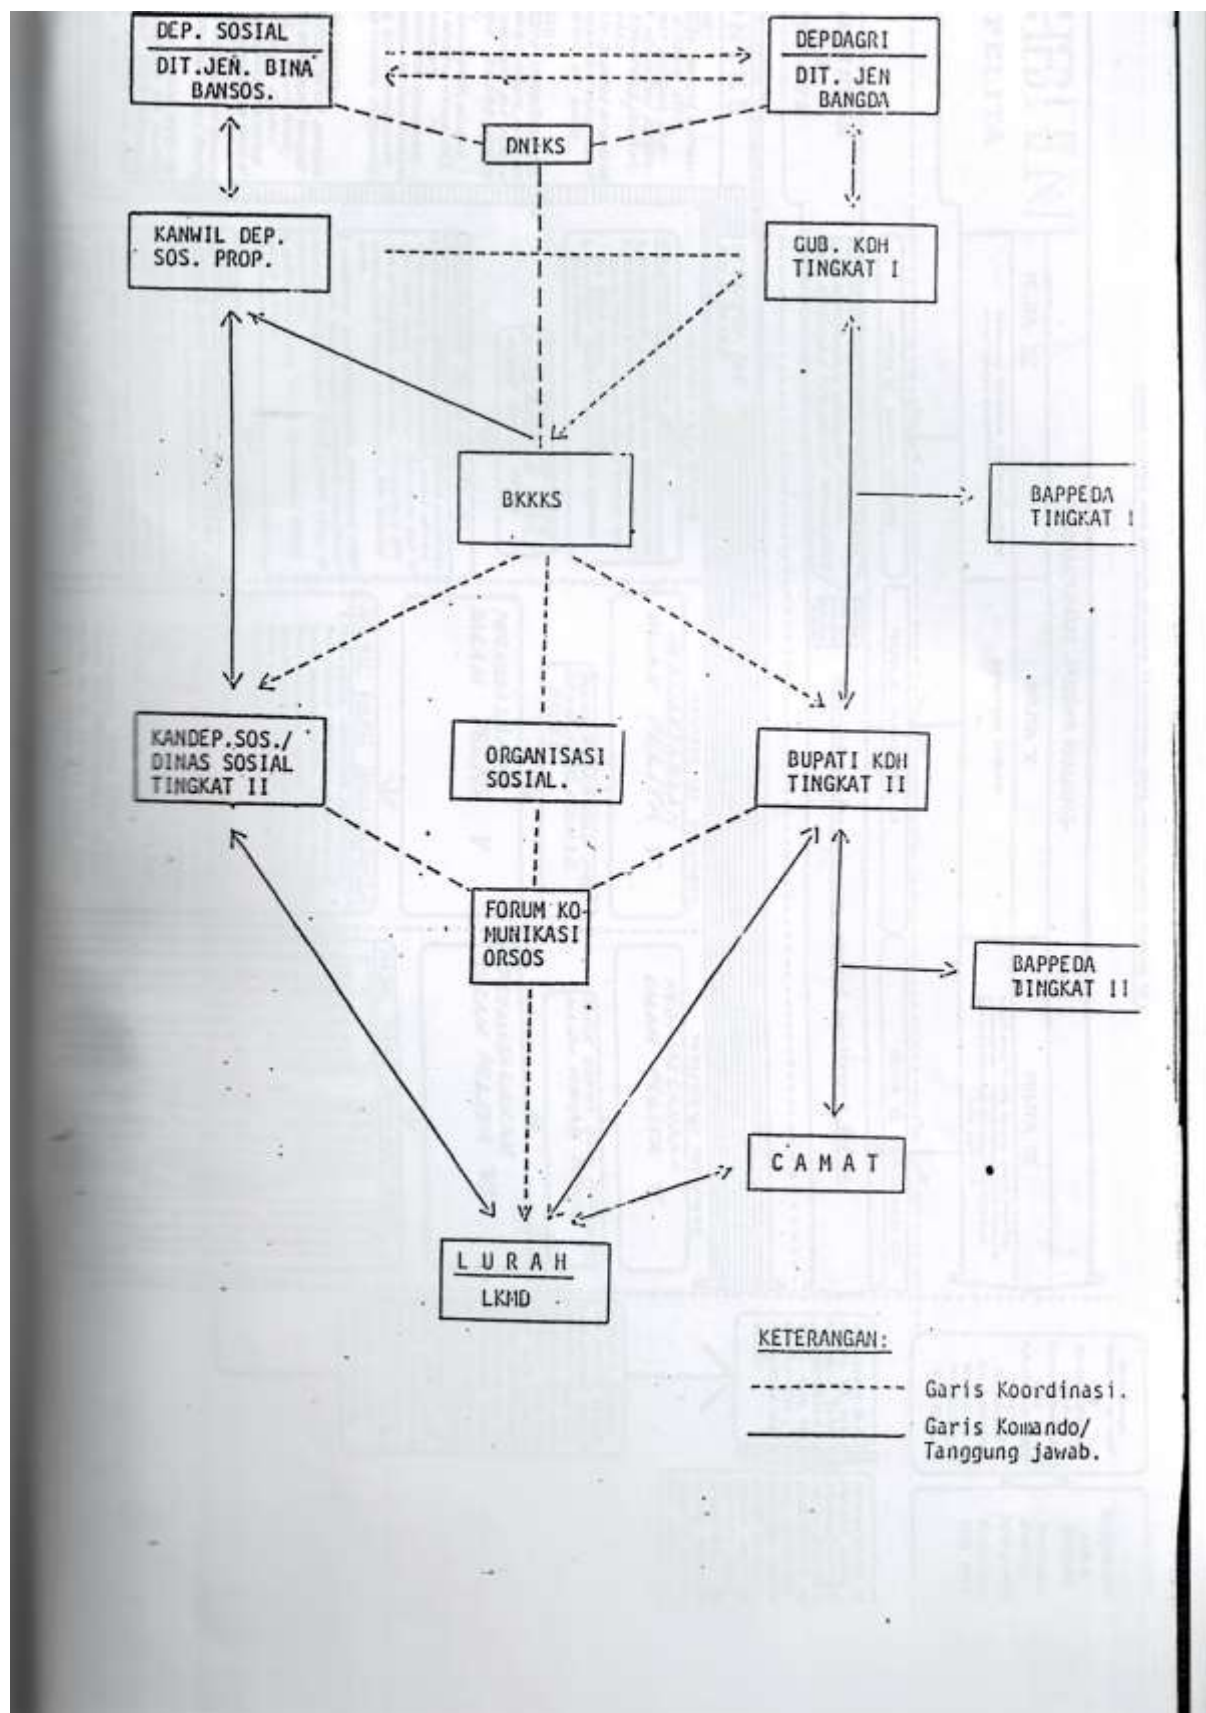 DEP. SOSIAL
DIT.JEN. BINA
BANSOS.
DEPDAGRI
DIT. JEN
BANGDA
DNIKS
KANWIL DEP.
SOS. PROP.
GUB. KDH
TINGKAT I
BKKKS
BAPPEDA
TINGKAT I
KANDEP.SOS./
DINAS SOSIAL
TINGKAT II
ORGANISASI
SOSIAL.
BUPATI KDH
TINGKAT II
FORUM KO-
MUNIKASI
ORSOS
BAPPEDA
TINGKAT II
C A M A T
L U R A H
LKMD
KETERANGAN:
Garis Koordinasi.
Garis Komando/
Tanggung jawab.